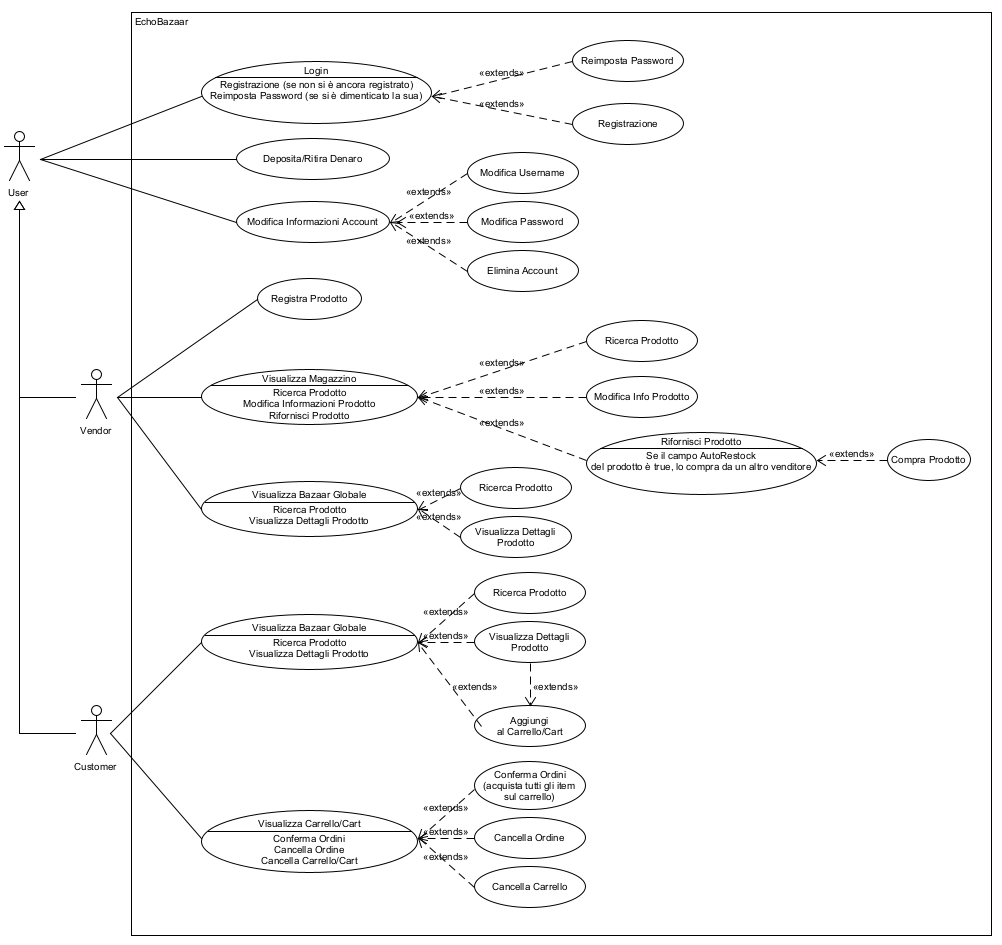 EchoBazaar
Login
Registrazione (se non si è ancora registrato)
Reimposta Password (se si è dimenticato la sua)
«extends»
Reimposta Password
«extends»
Registrazione
User
Deposita/Ritira Denaro
Modifica Informazioni Account
«extends»
Modifica Username
«extends»
Modifica Password
«extends»
Elimina Account
Registra Prodotto
Vendor
Visualizza Magazzino
Ricerca Prodotto
Modifica Informazioni Prodotto
Rifornisci Prodotto
«extends»
Ricerca Prodotto
«extends»
Modifica Info Prodotto
«extends»
Rifornisci Prodotto
Se il campo AutoRestock
del prodotto è true, lo compra da un altro venditore
«extends»
Compra Prodotto
Visualizza Bazaar Globale
Ricerca Prodotto
Visualizza Dettagli Prodotto
«extends»
Ricerca Prodotto
«extends»
Visualizza Dettagli
Prodotto
Visualizza Bazaar Globale
Ricerca Prodotto
Visualizza Dettagli Prodotto
«extends»
Ricerca Prodotto
«extends»
Visualizza Dettagli
Prodotto
«extends»
«extends»
Aggiungi
al Carrello/Cart
Customer
Visualizza Carrello/Cart
Conferma Ordini
Cancella Ordine
Cancella Carrello/Cart
«extends»
Conferma Ordini
(acquista tutti gli item
sul carrello)
«extends»
Cancella Ordine
«extends»
Cancella Carrello